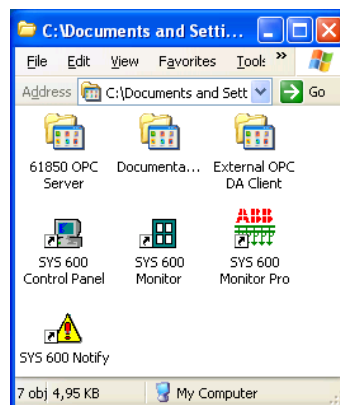 C:\Documents and Setti...
File Edit View Favorites Tools »
Address C:\Documents and Sett Go
61850 OPC Server
Documenta...
External OPC DA Client
SYS 600 Control Panel
SYS 600 Monitor
ABB
SYS 600 Monitor Pro
SYS 600 Notify
7 obj 4,95 KB My Computer